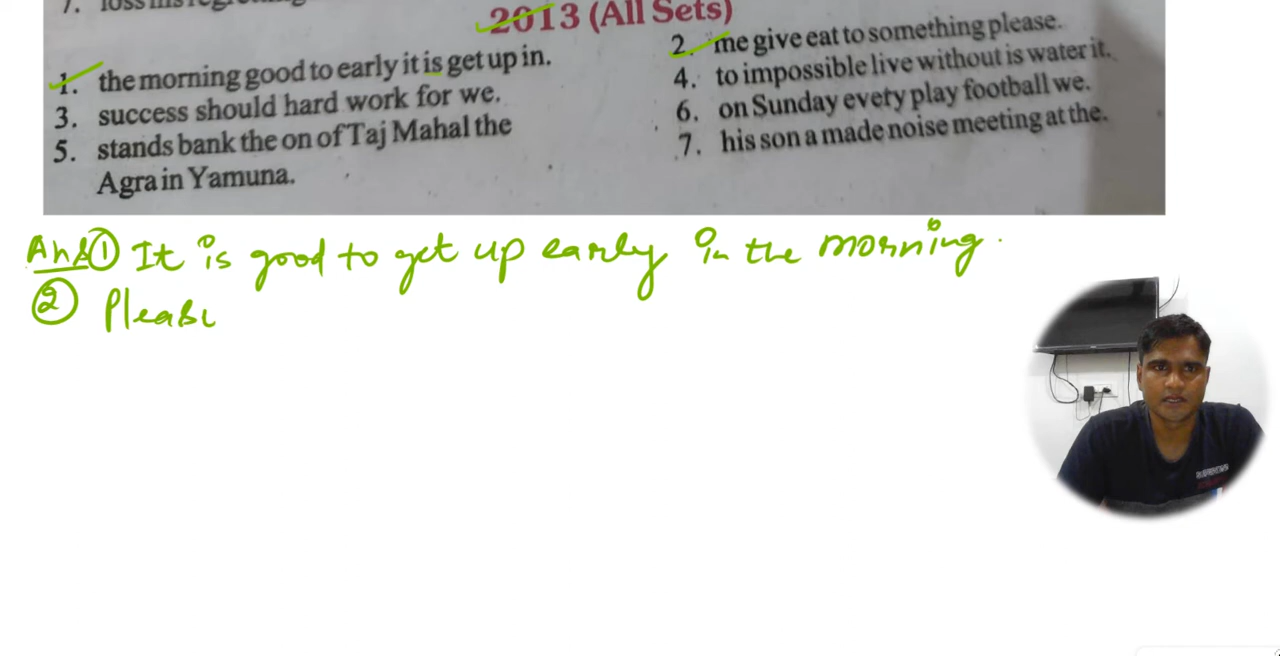 7.
2013 (All Sets)
1. the morning good to early it is get up in.
2. me give eat to something please.
3. success should hard work for we.
4. to impossible live without is water it.
5. stands bank the on of Taj Mahal the
Agra in Yamuna.
6. on Sunday every play football we.
7. his son a made noise meeting at the.
Ans ① It is good to get up early in the morning.
② Please